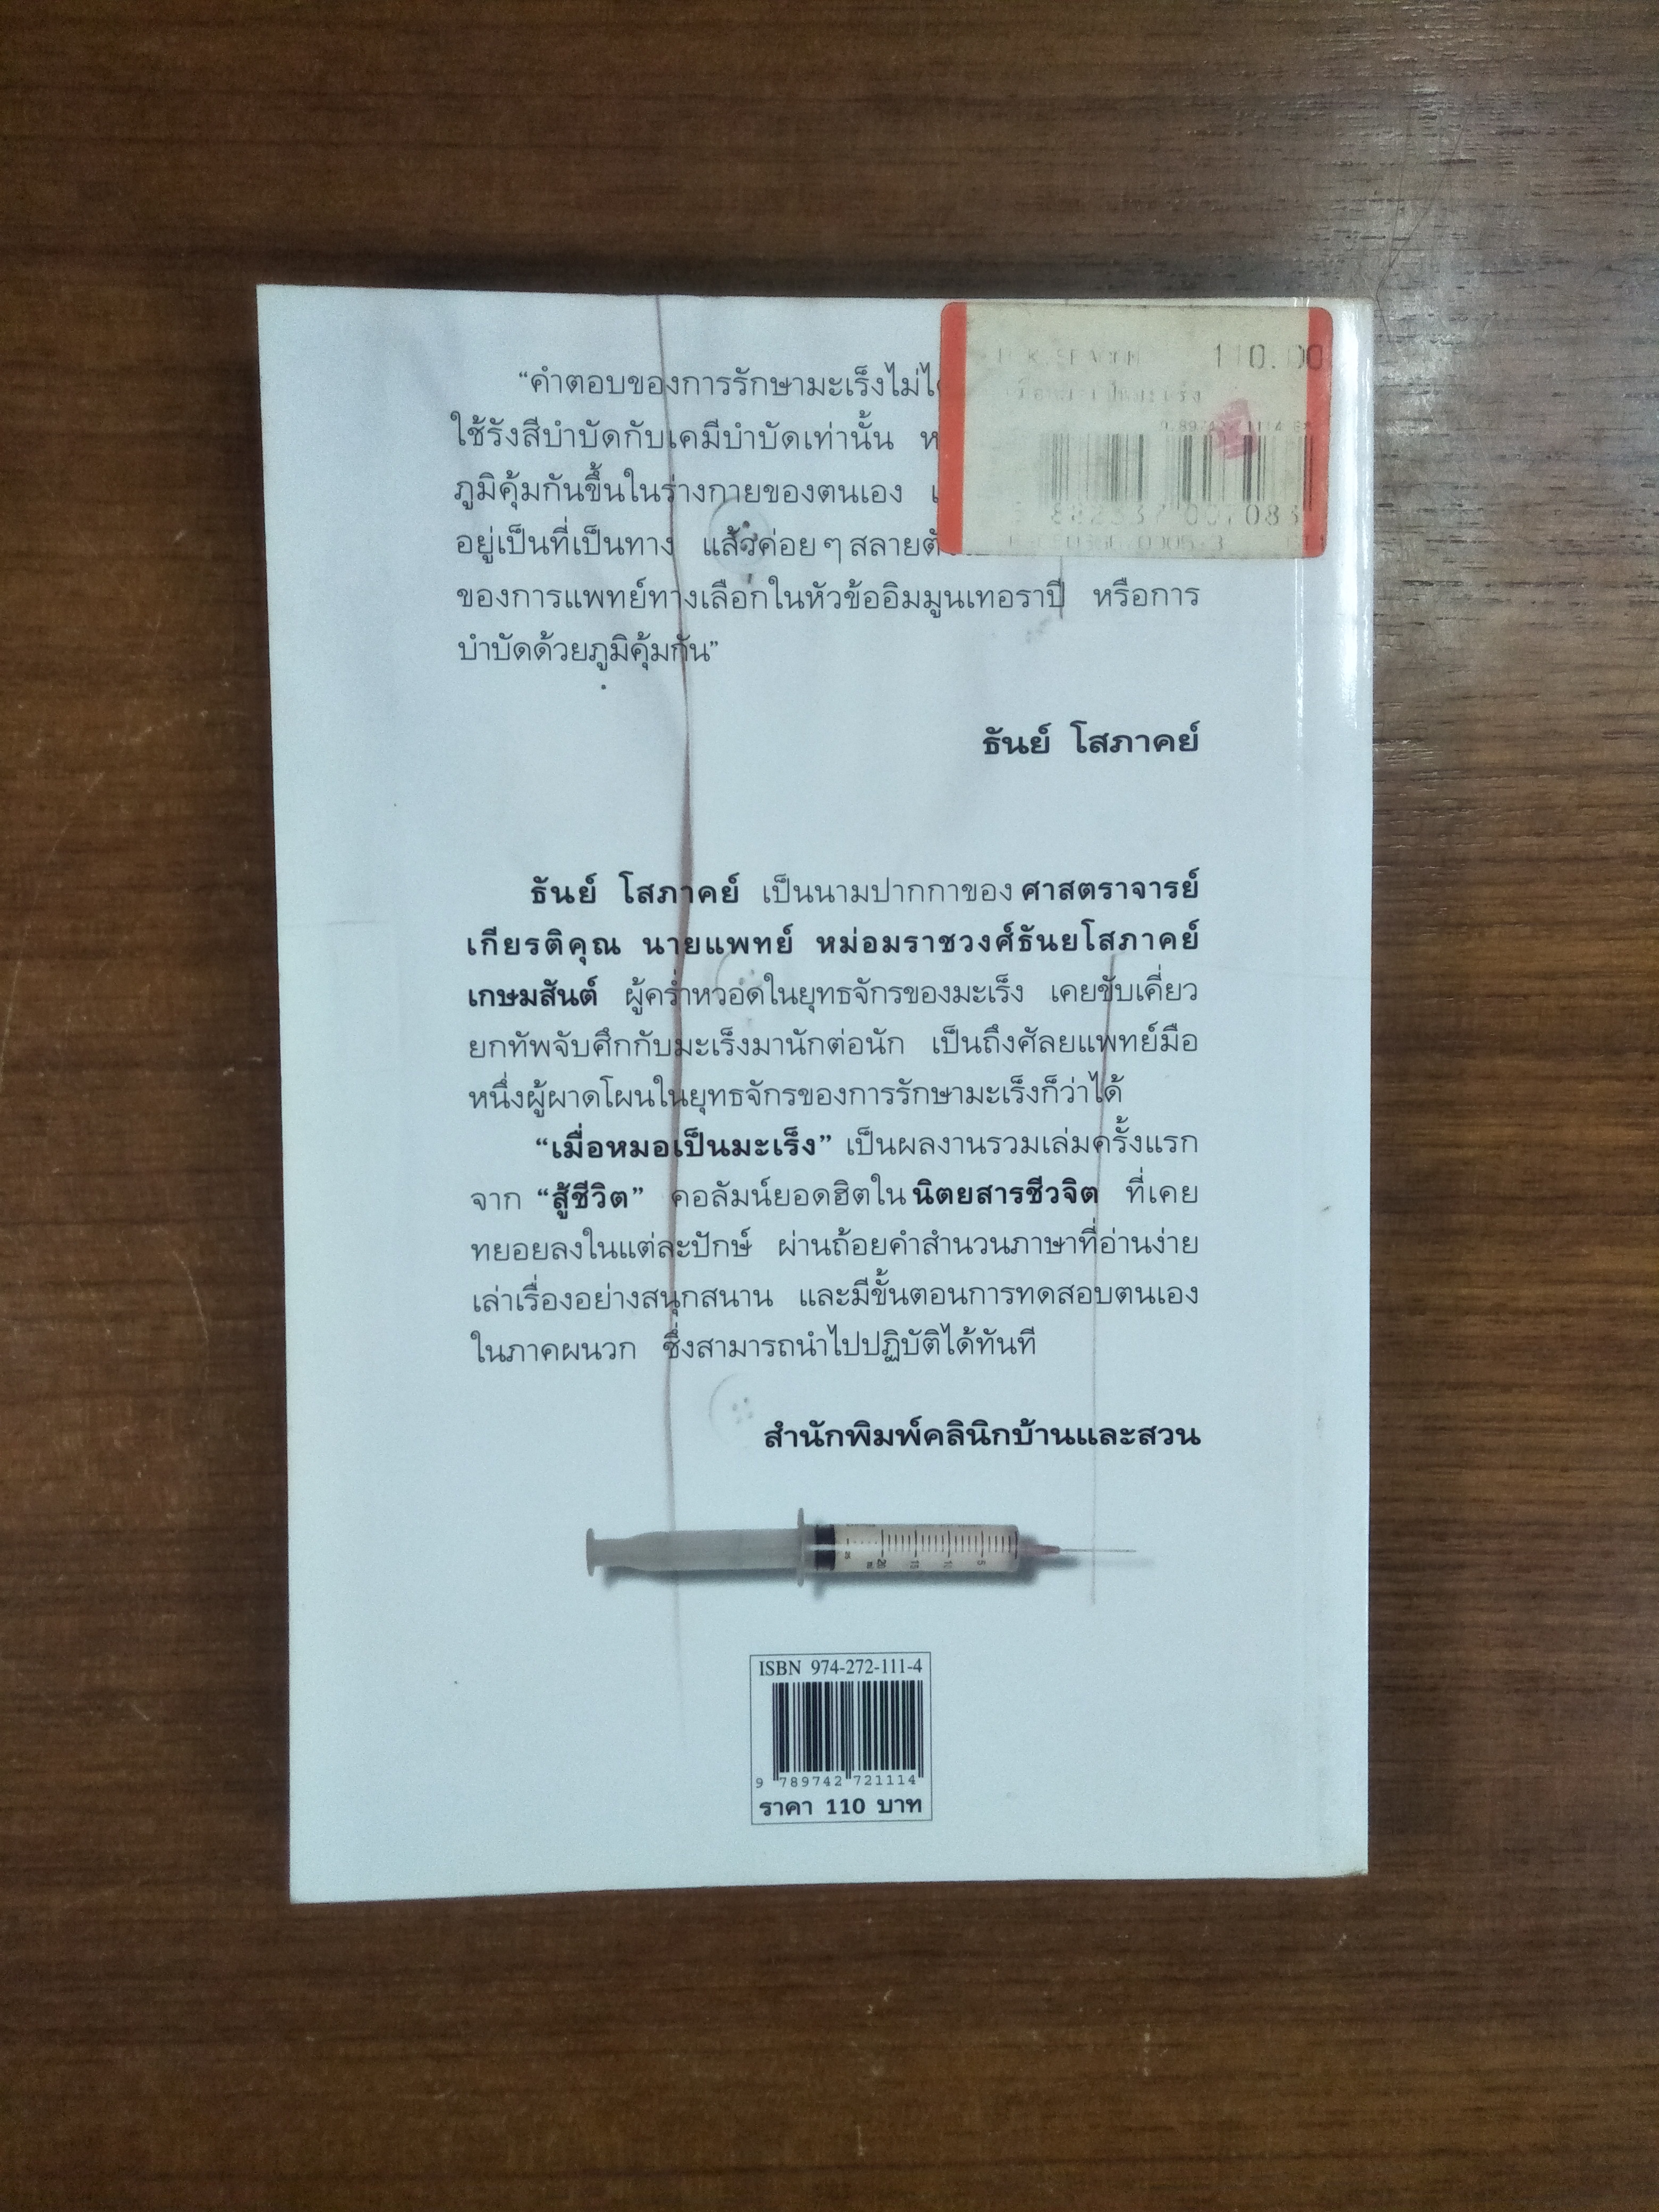 “คำตอบของการรักษามะเร็งไม่ได้
ใช้รังสีบำบัดกับเคมีบำบัดเท่านั้น
ภูมิคุ้มกันขึ้นในร่างกายของตนเอง
อยู่เป็นที่เป็นทาง แล้วค่อยๆ สลาย
ของการแพทย์ทางเลือกในหัวข้ออิมมูนเทอราปี หรือการ
บำบัดด้วยภูมิคุ้มกัน”
110.00
ธันย์ โสภาคย์
ธันย์ โสภาคย์ เป็นนามปากกาของ ศาสตราจารย์
เกียรติคุณ นายแพทย์ หม่อมราชวงศ์ธันยโสภาคย์
เกษมสันต์ ผู้คร่ำหวอดในยุทธจักรของมะเร็ง เคยขับเคี่ยว
ยกทัพจับศึกกับมะเร็งมานักต่อนัก เป็นถึงศัลยแพทย์มือ
หนึ่งผู้ผาดโผนในยุทธจักรของการรักษามะเร็งก็ว่าได้
“เมื่อหมอเป็นมะเร็ง” เป็นผลงานรวมเล่มครั้งแรก
จาก “สู้ชีวิต” คอลัมน์ยอดฮิตใน นิตยสารชีวจิต ที่เคย
ทยอยลงในแต่ละปักษ์ ผ่านถ้อยคำสำนวนภาษาที่อ่านง่าย
เล่าเรื่องอย่างสนุกสนาน และมีขั้นตอนการทดสอบตนเอง
ในภาคผนวก ซึ่งสามารถนำไปปฏิบัติได้ทันที
สำนักพิมพ์คลินิกบ้านและสวน
20 15 10 5
ISBN 974-272-111-4
9 789742 721114
ราคา 110 บาท